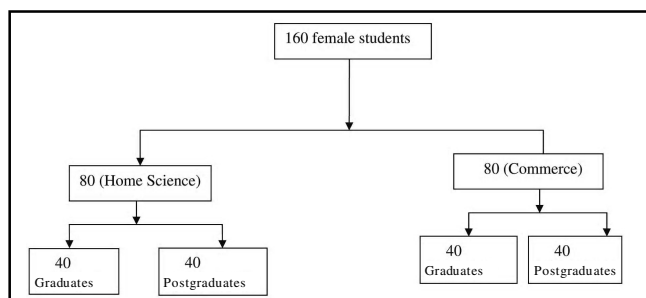 160 female students
80 (Home Science)
80 (Commerce)
40
Graduates
40
Postgraduates
40
Graduates
40
Postgraduates